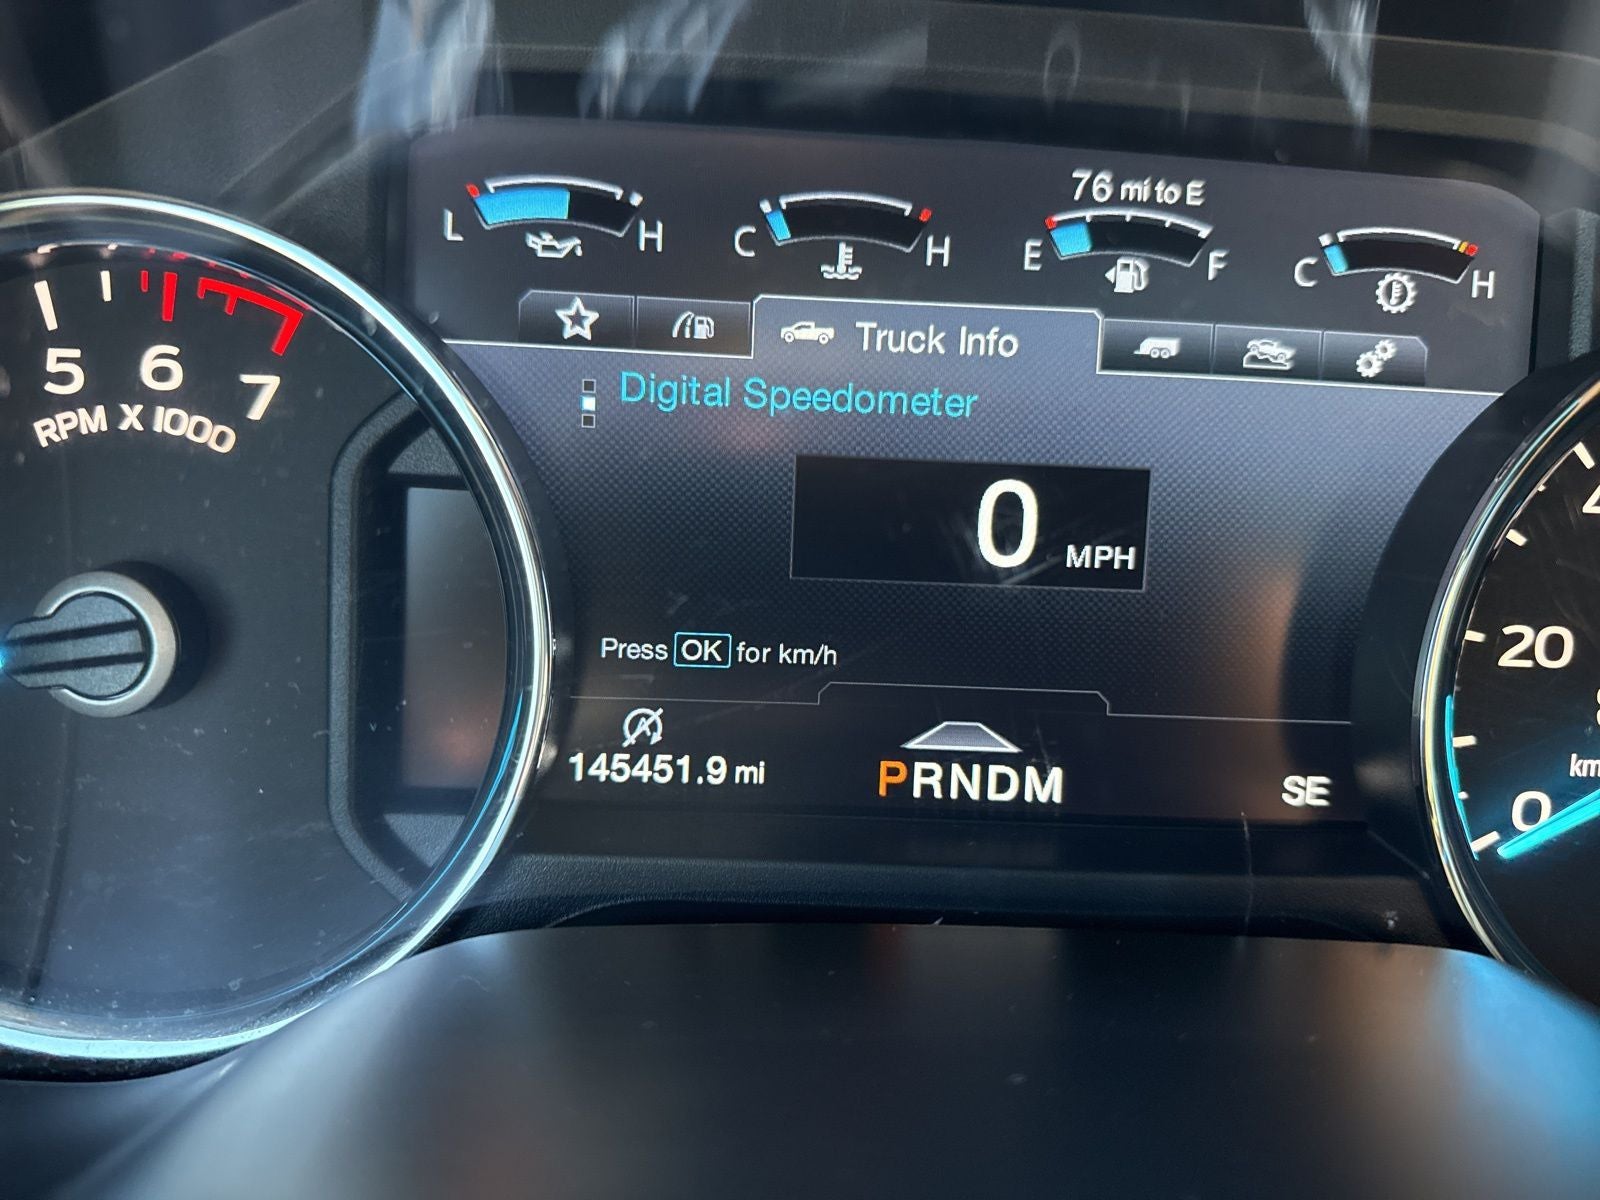 76 mi to E
L H
C H
E F
C H
Truck Info
Digital Speedometer
5 6 7
RPM X 1000
0 MPH
Press OK for km/h
20
0
km
145451.9 mi
PRNDM
SE